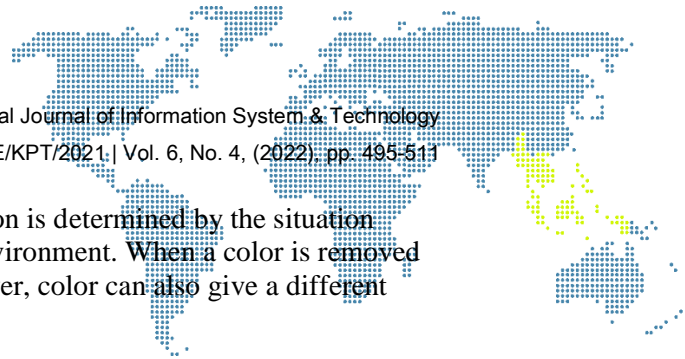 al Journal of Information System & Technology
E/KPT/2021 | Vol. 6, No. 4, (2022), pp. 495-511
on is determined by the situation
vironment. When a color is removed
er, color can also give a different